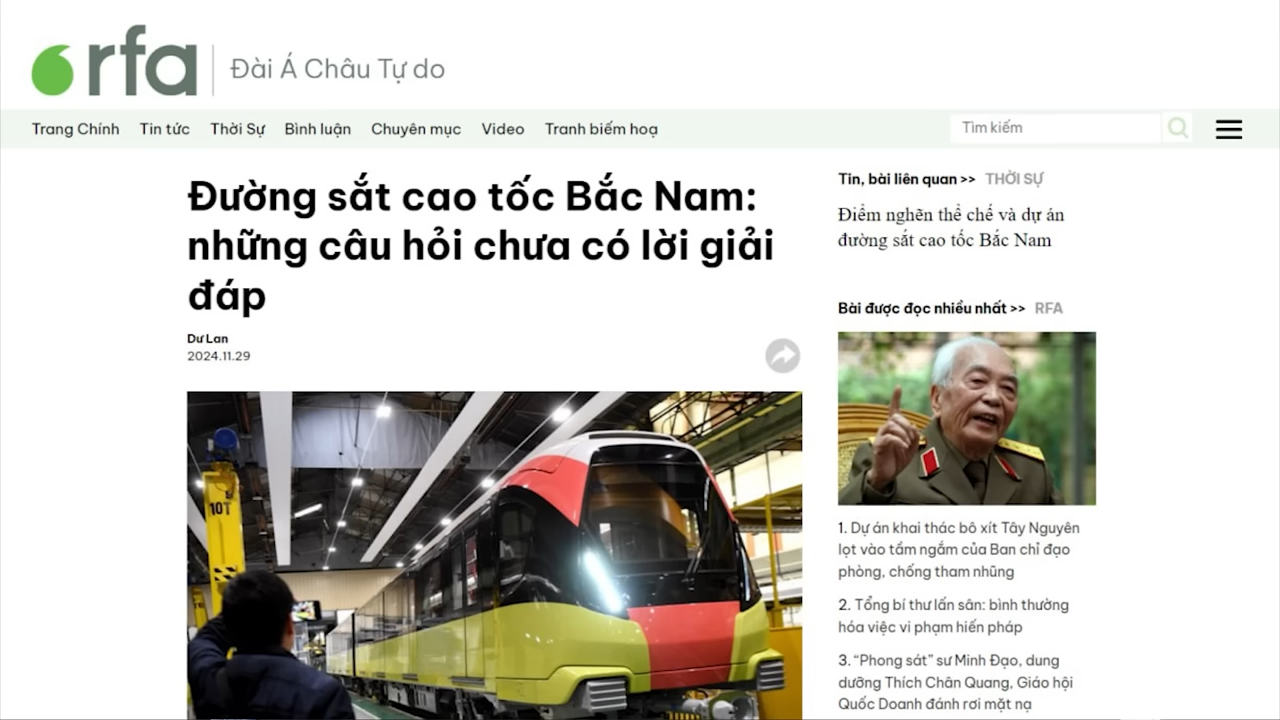 rfa
Đài Á Châu Tự do
Trang Chính Tin tức Thời Sự Bình luận Chuyên mục Video Tranh biếm hoạ
Tìm kiếm
Đường sắt cao tốc Bắc Nam:
những câu hỏi chưa có lời giải
đáp
Dư Lan
2024.11.29
10T
Tin, bài liên quan >> THỜI SỰ
Điểm nghẽn thể chế và dự án
đường sắt cao tốc Bắc Nam
Bài được đọc nhiều nhất >> RFA
1. Dự án khai thác bô xít Tây Nguyên
lọt vào tầm ngắm của Ban chỉ đạo
phòng, chống tham nhũng
2. Tổng bí thư lấn sân: bình thường
hóa việc vi phạm hiến pháp
3. “Phong sát” sư Minh Đạo, dung
dưỡng Thích Chân Quang, Giáo hội
Quốc Doanh đánh rơi mặt nạ